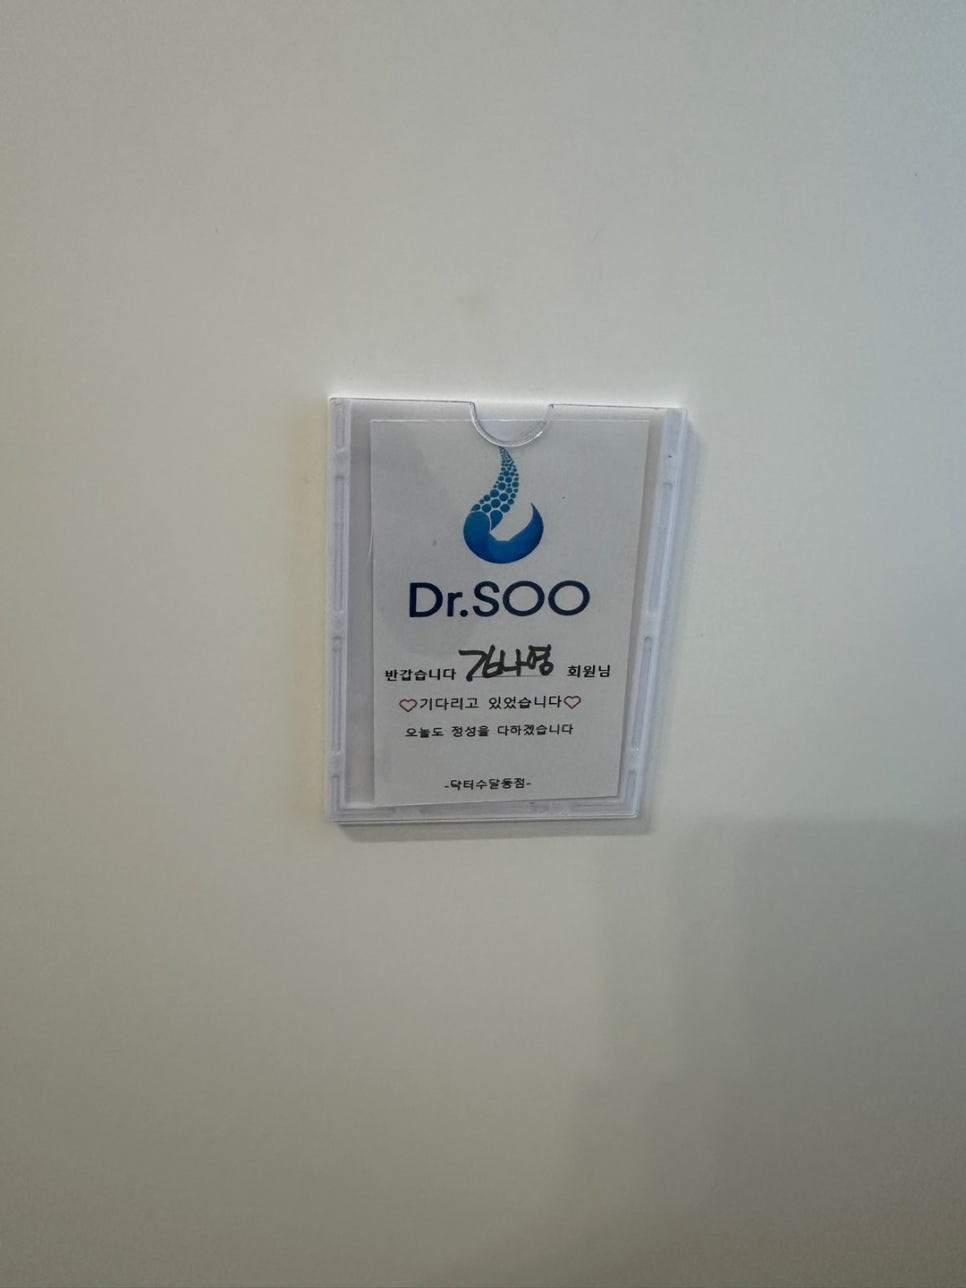 Dr.SOO
반갑습니다 김나영 회원님
♡기다리고 있었습니다♡
오늘도 정성을 다하겠습니다
-닥터수달동점-